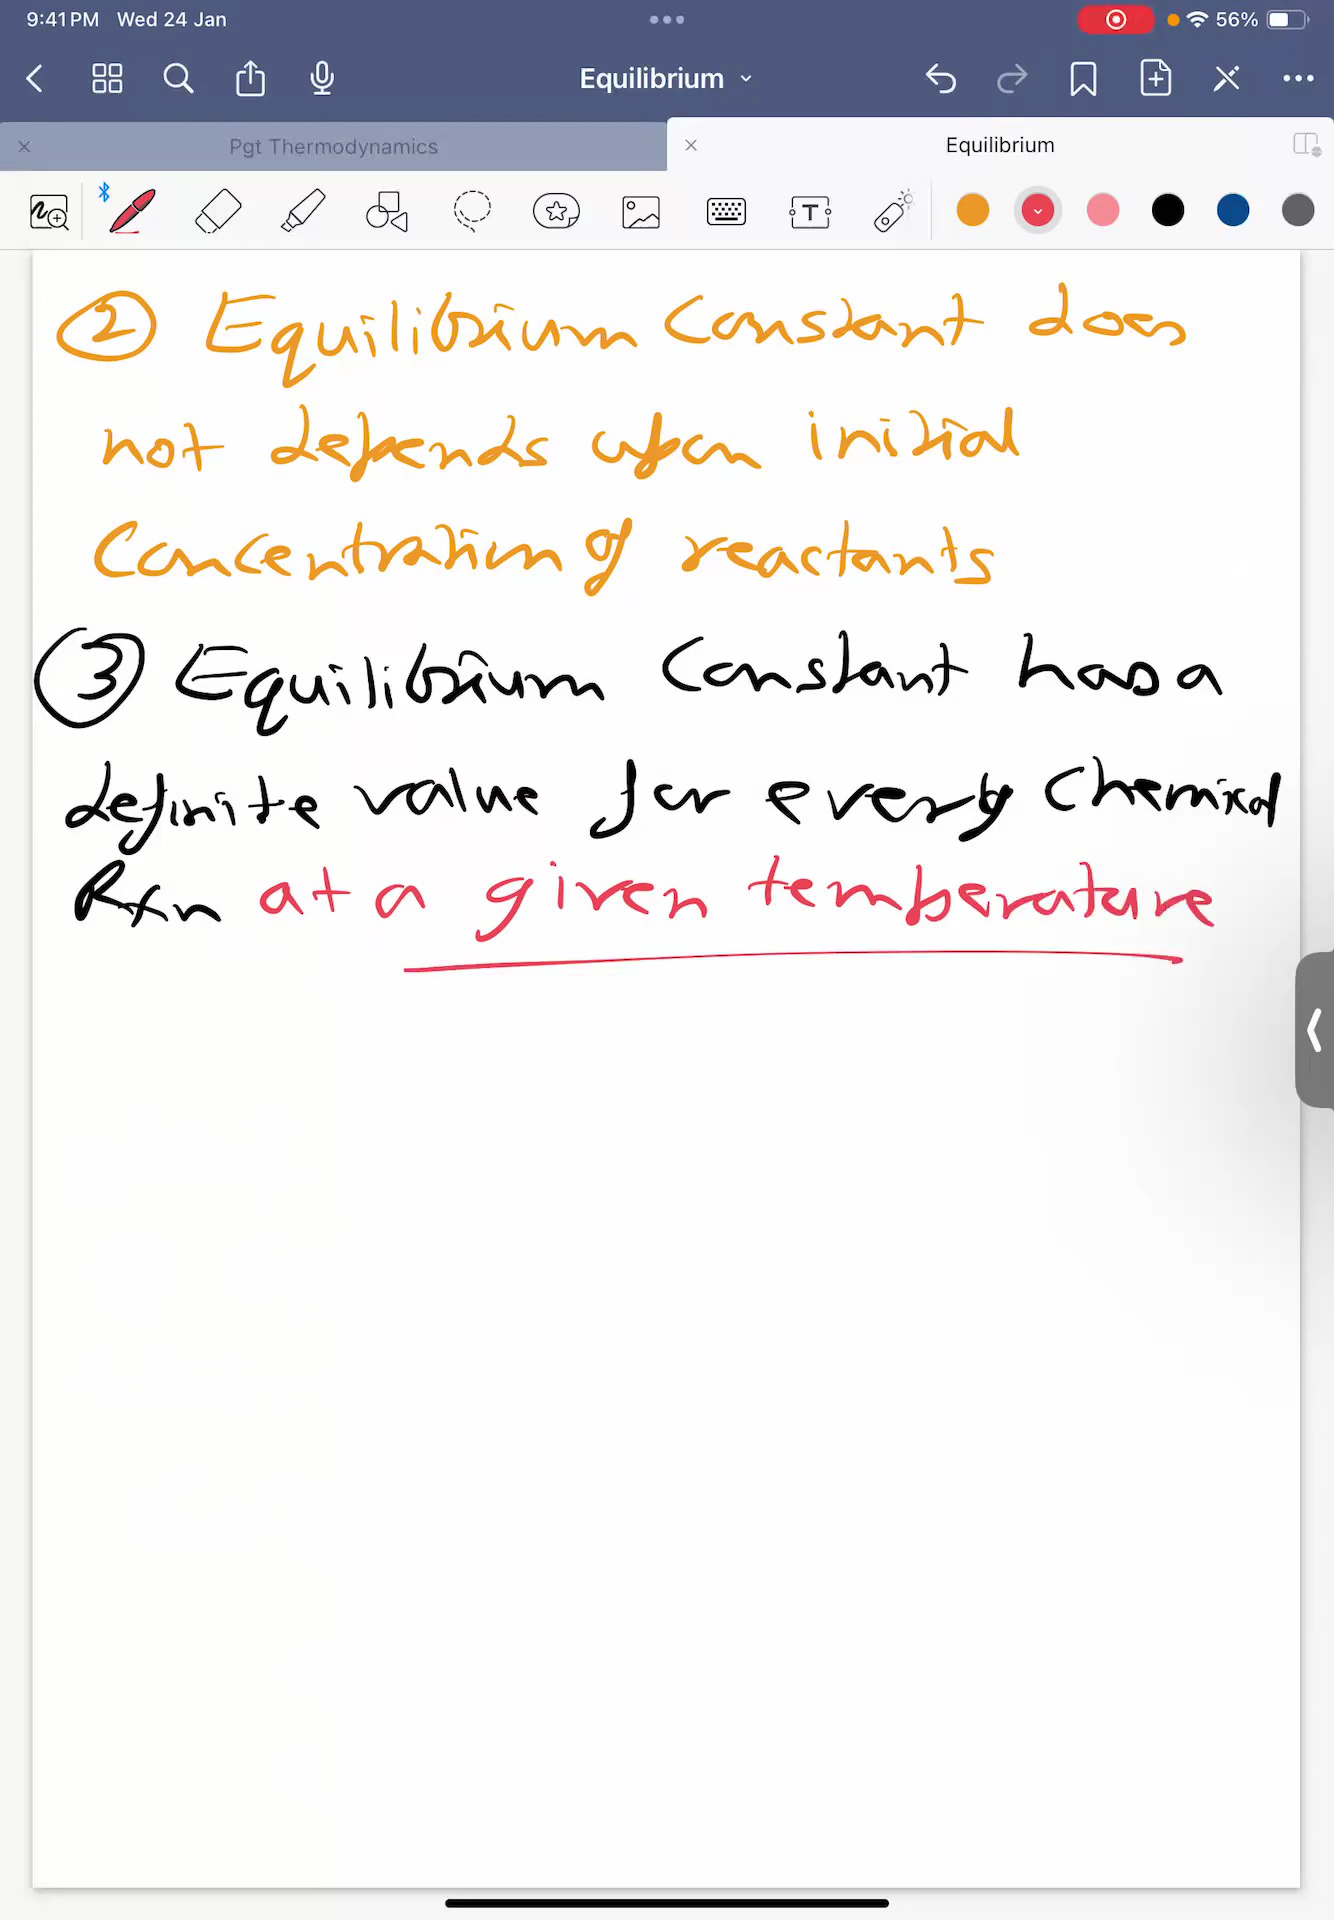 9:41 PM Wed 24 Jan
56%
Equilibrium
Pgt Thermodynamics
Equilibrium
T
② Equilibrium Constant does
not depends upon initial
Concentration of reactants
③ Equilibrium Constant has a
definite value for every Chemical
Rxn at a given temperature